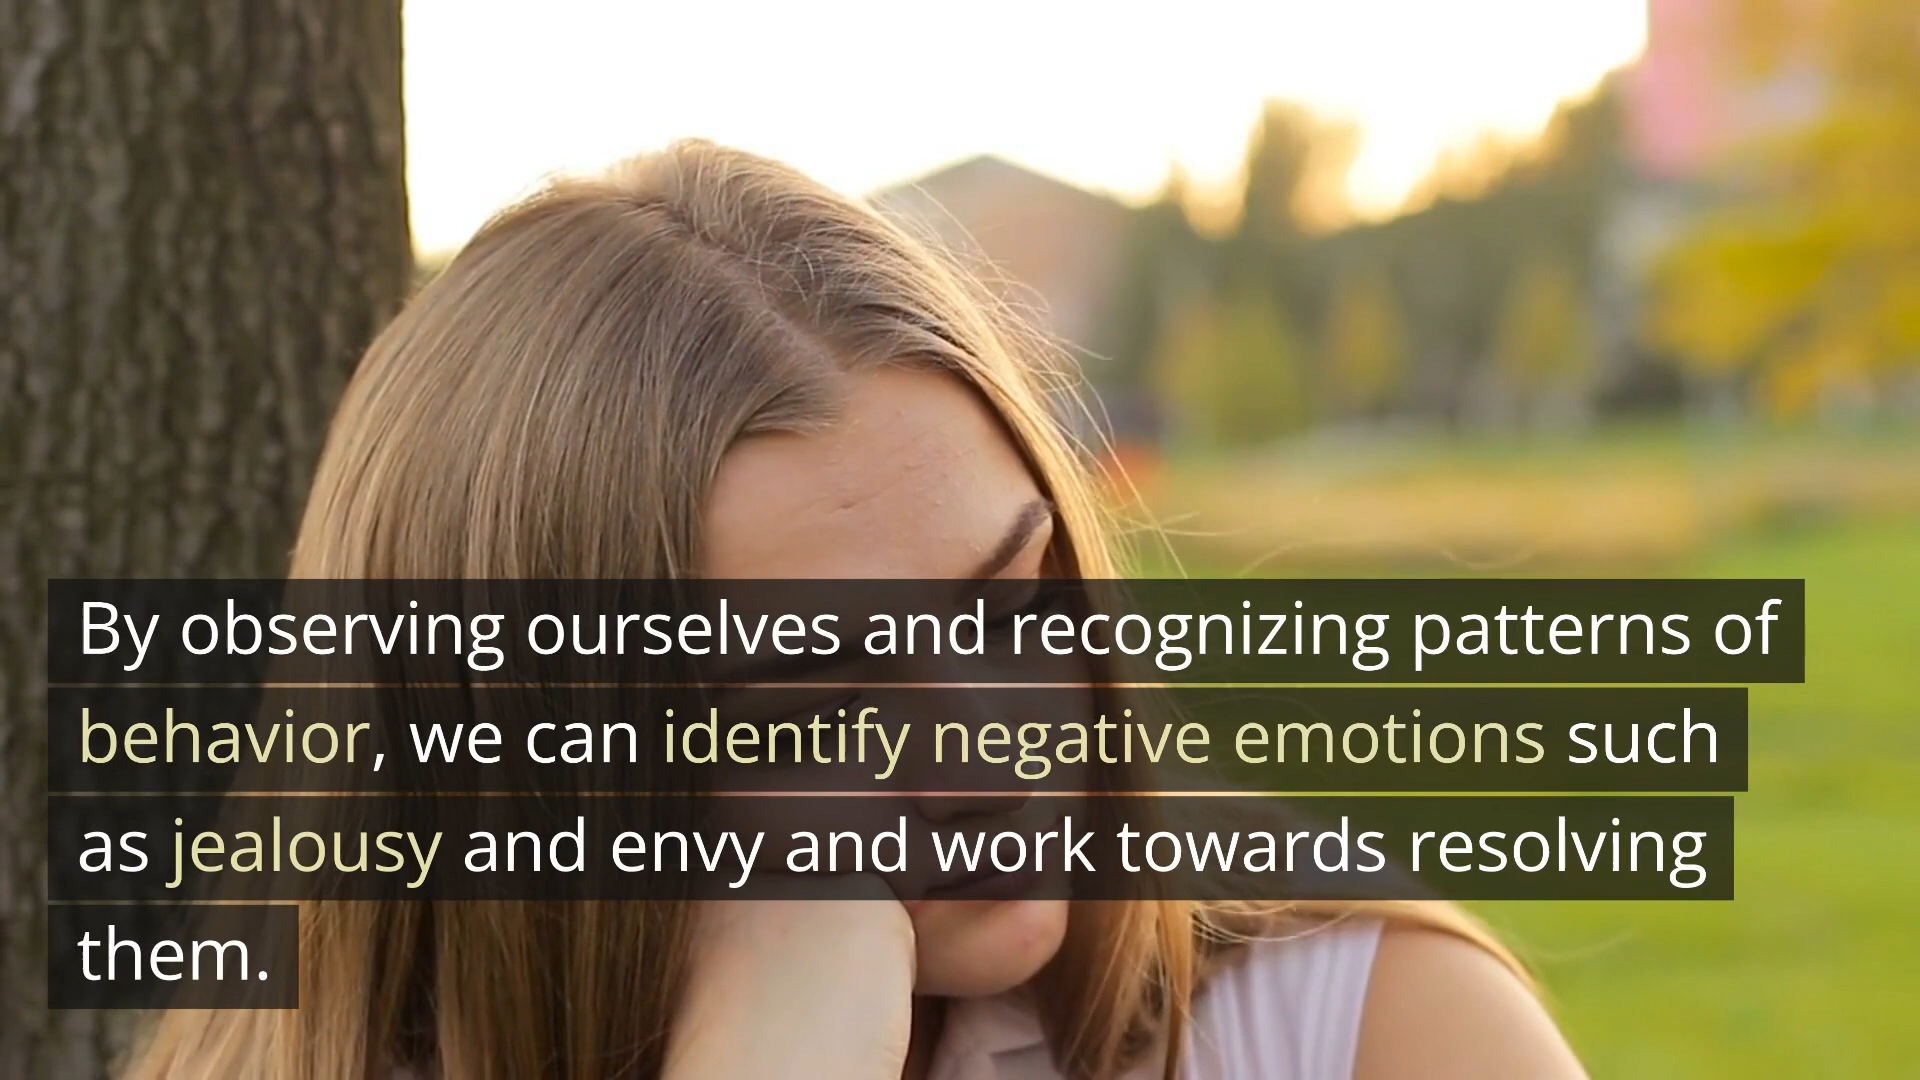 By observing ourselves and recognizing patterns of
behavior, we can identify negative emotions such
as jealousy and envy and work towards resolving
them.